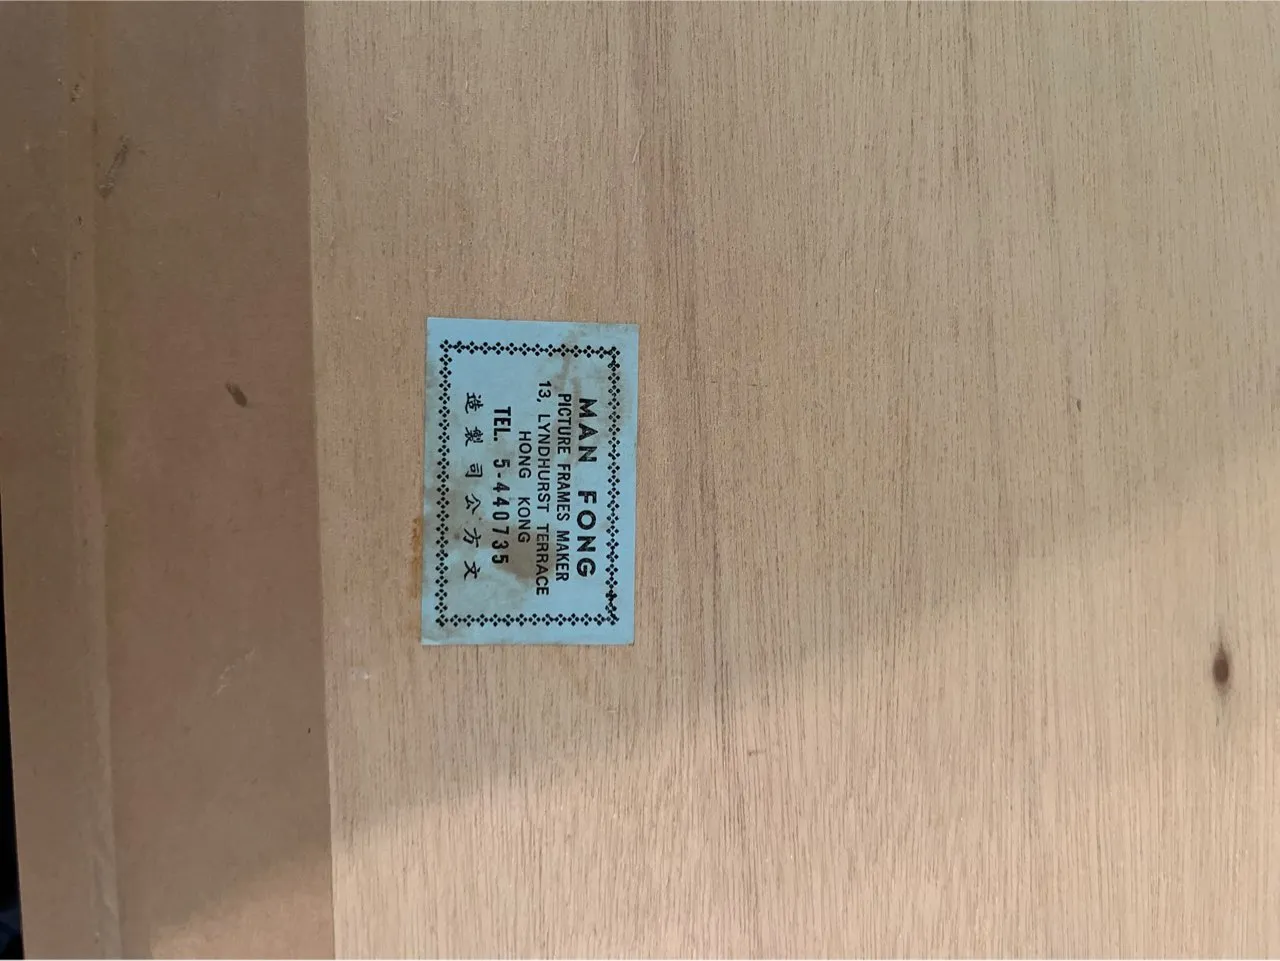 MAN FONG
PICTURE FRAMES MAKER
13, LYNDHURST TERRACE
HONG KONG
TEL. 5-440735
文方公司製造